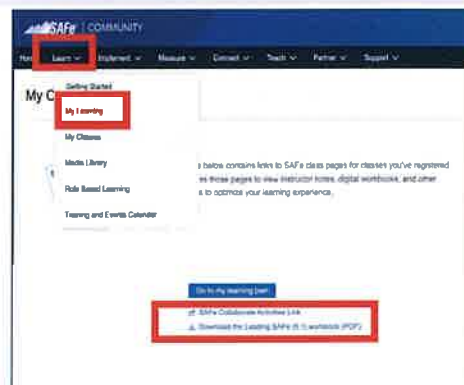 SAFe | COMMUNITY
Learn Implement Measure Connect Teach Partner Support
My C
Getting Started
My Learning
My Classes
Media Library
Role Based Learning
Training and Events Calendar
below contains links to SAFe class pages for classes you've registered
those pages to view instructor notes, digital workbooks, and other
to optimize your learning experience.
Go to my learning plan
SAFe Collaborate Activities Link
Download the Leading SAFe workbook (PDF)